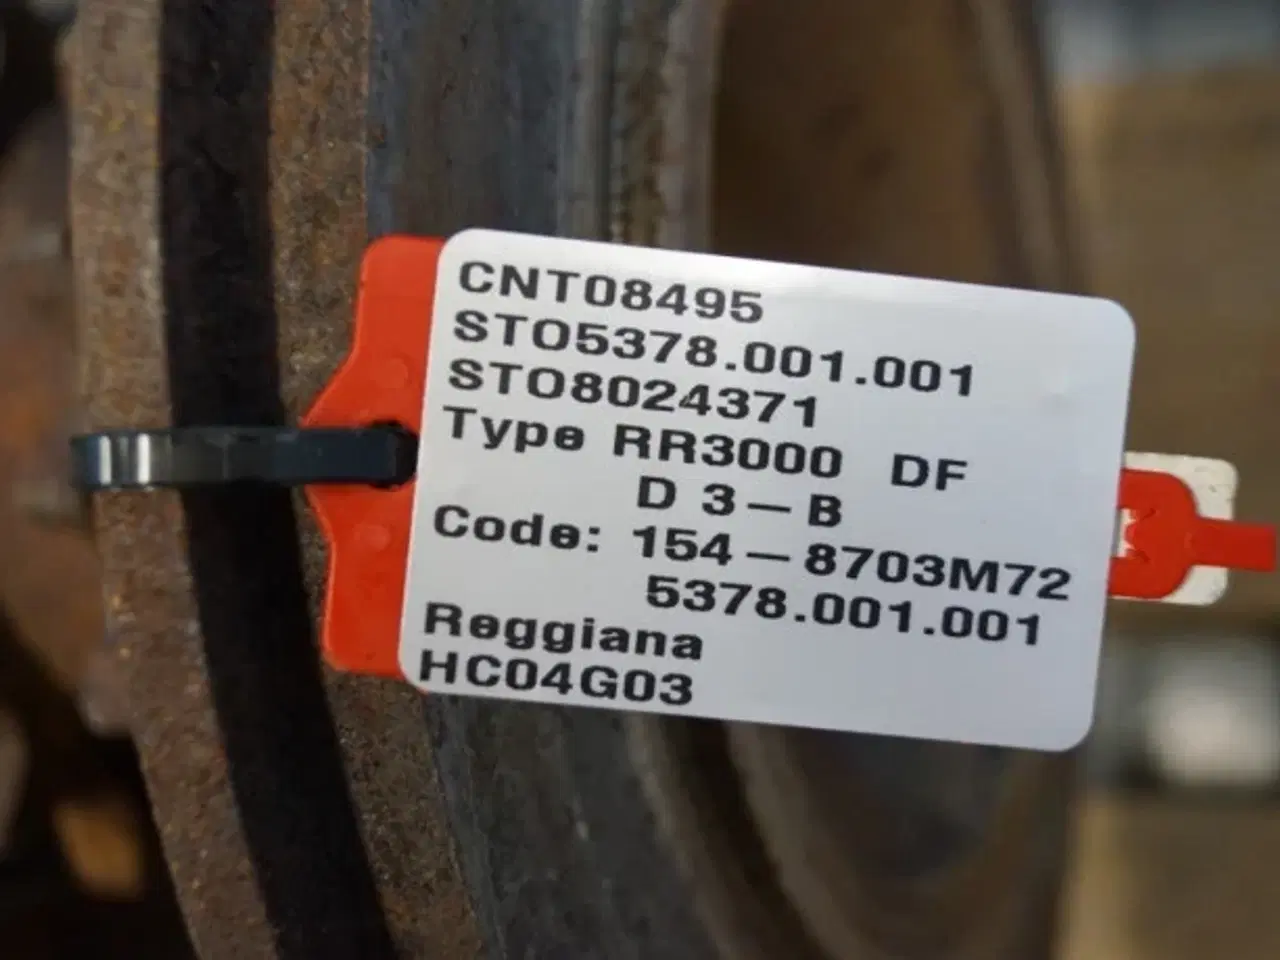 CNT08495
STO5378.001.001
STO8024371
Type RR3000 DF
D 3-B
Code: 154-8703M72
5378.001.001
Reggiana
HC04G03